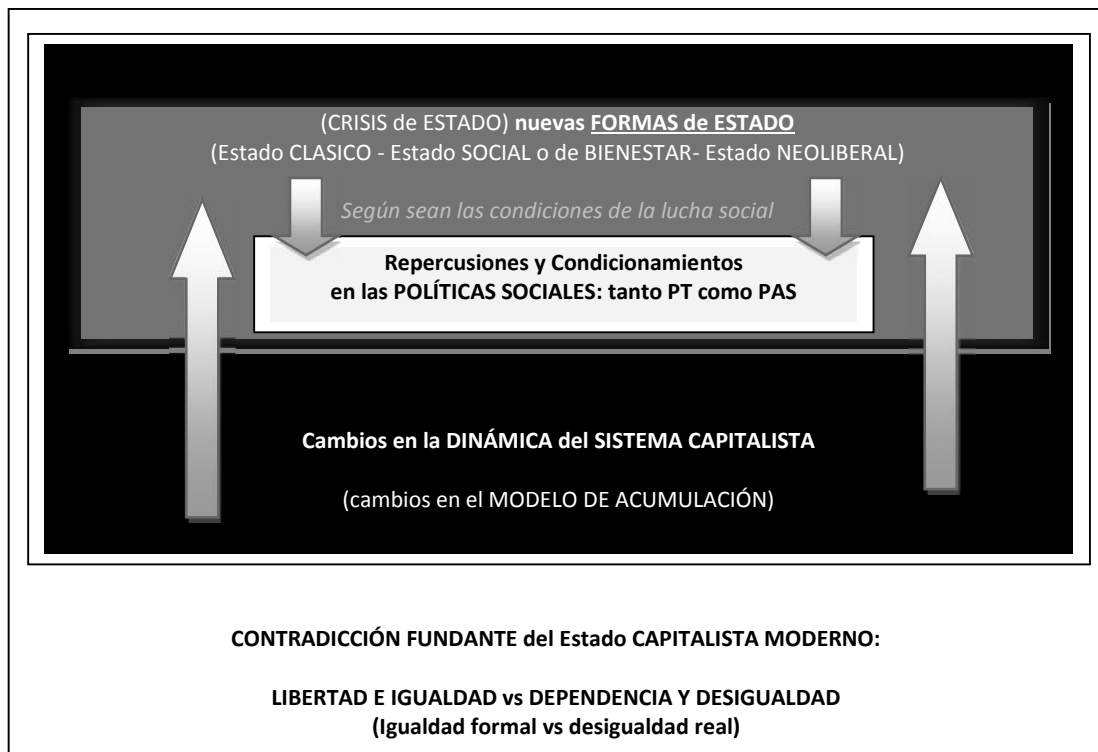 (CRISIS de ESTADO) nuevas FORMAS de ESTADO
(Estado CLASICO - Estado SOCIAL o de BIENESTAR- Estado NEOLIBERAL)
Según sean las condiciones de la lucha social
Repercusiones y Condicionamientos
en las POLÍTICAS SOCIALES: tanto PT como PAS
Cambios en la DINÁMICA del SISTEMA CAPITALISTA
(cambios en el MODELO DE ACUMULACIÓN)
CONTRADICCIÓN FUNDANTE del Estado CAPITALISTA MODERNO:
LIBERTAD E IGUALDAD vs DEPENDENCIA Y DESIGUALDAD
(Igualdad formal vs desigualdad real)